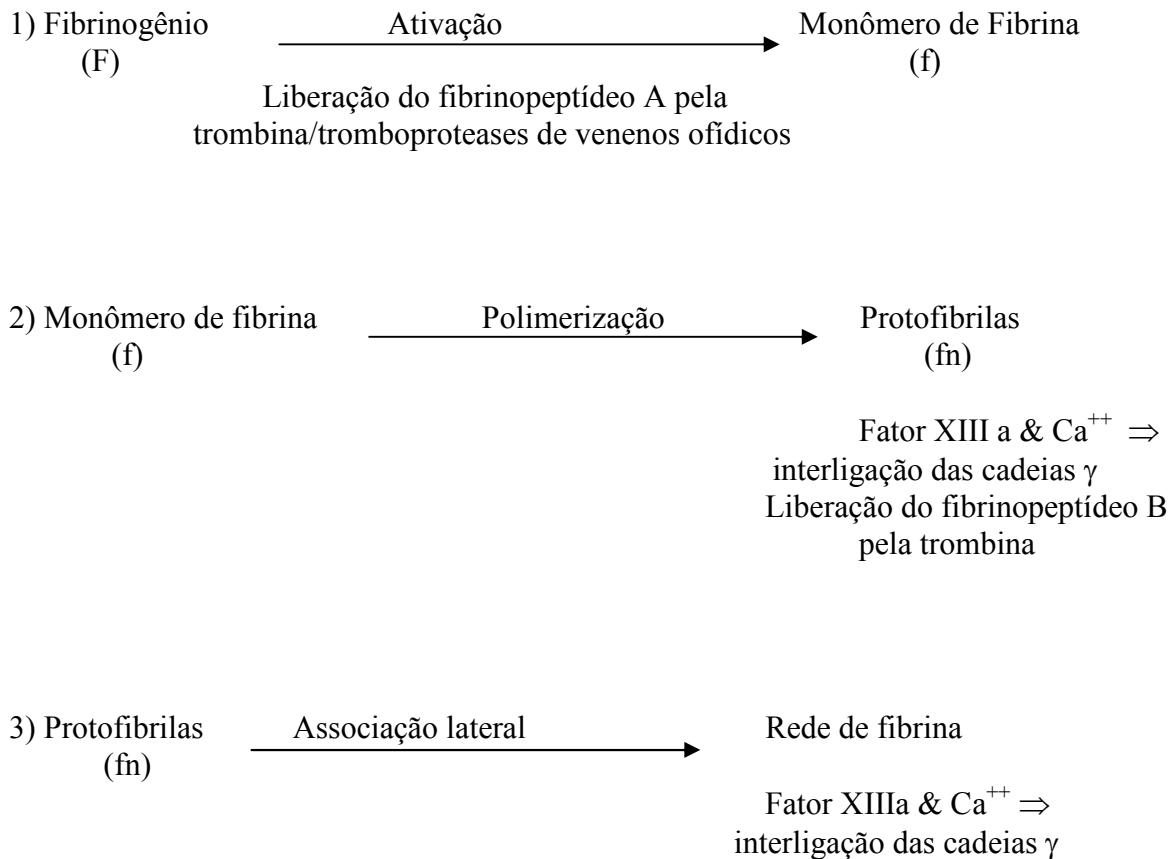 1) Fibrinogênio Ativação Monômero de Fibrina
(F) (f)
Liberação do fibrinopeptídeo A pela
trombina/tromboproteases de venenos ofídicos
2) Monômero de fibrina Polimerização Protofibrilas
(f) (fn)
Fator XIII a & Ca⁺⁺ ⇒
interligação das cadeias γ
Liberação do fibrinopeptídeo B
pela trombina
3) Protofibrilas Associação lateral Rede de fibrina
(fn)
Fator XIIIa & Ca⁺⁺ ⇒
interligação das cadeias γ